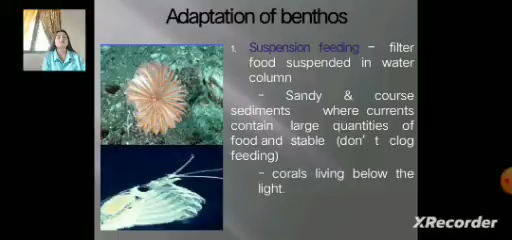 Adaptation of benthos
1. Suspension feeding – filter
food suspended in water
column
– Sandy & course
sediments where currents
contain large quantities of
food and stable (don't clog
feeding)
– corals living below the
light.
XRecorder